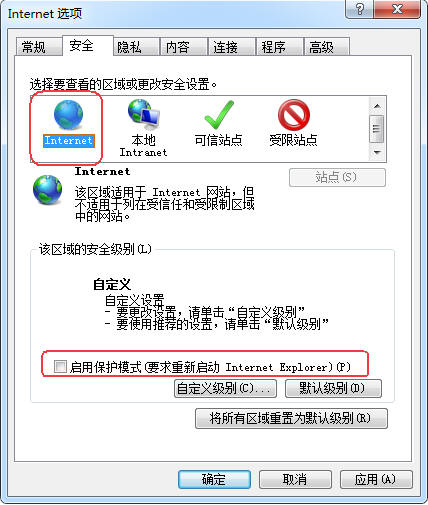 Internet 选项
常规 安全 隐私 内容 连接 程序 高级
选择要查看的区域或更改安全设置。
Internet 本地 Intranet 可信站点 受限站点
Internet
站点(S)
该区域适用于 Internet 网站，但
不适用于列在受信任和受限制区域
中的网站。
该区域的安全级别(L)
自定义
自定义设置
- 要更改设置，请单击“自定义级别”
- 要使用推荐的设置，请单击“默认级别”
启用保护模式(要求重新启动 Internet Explorer)(P)
自定义级别(C)... 默认级别(D)
将所有区域重置为默认级别(R)
确定 取消 应用(A)